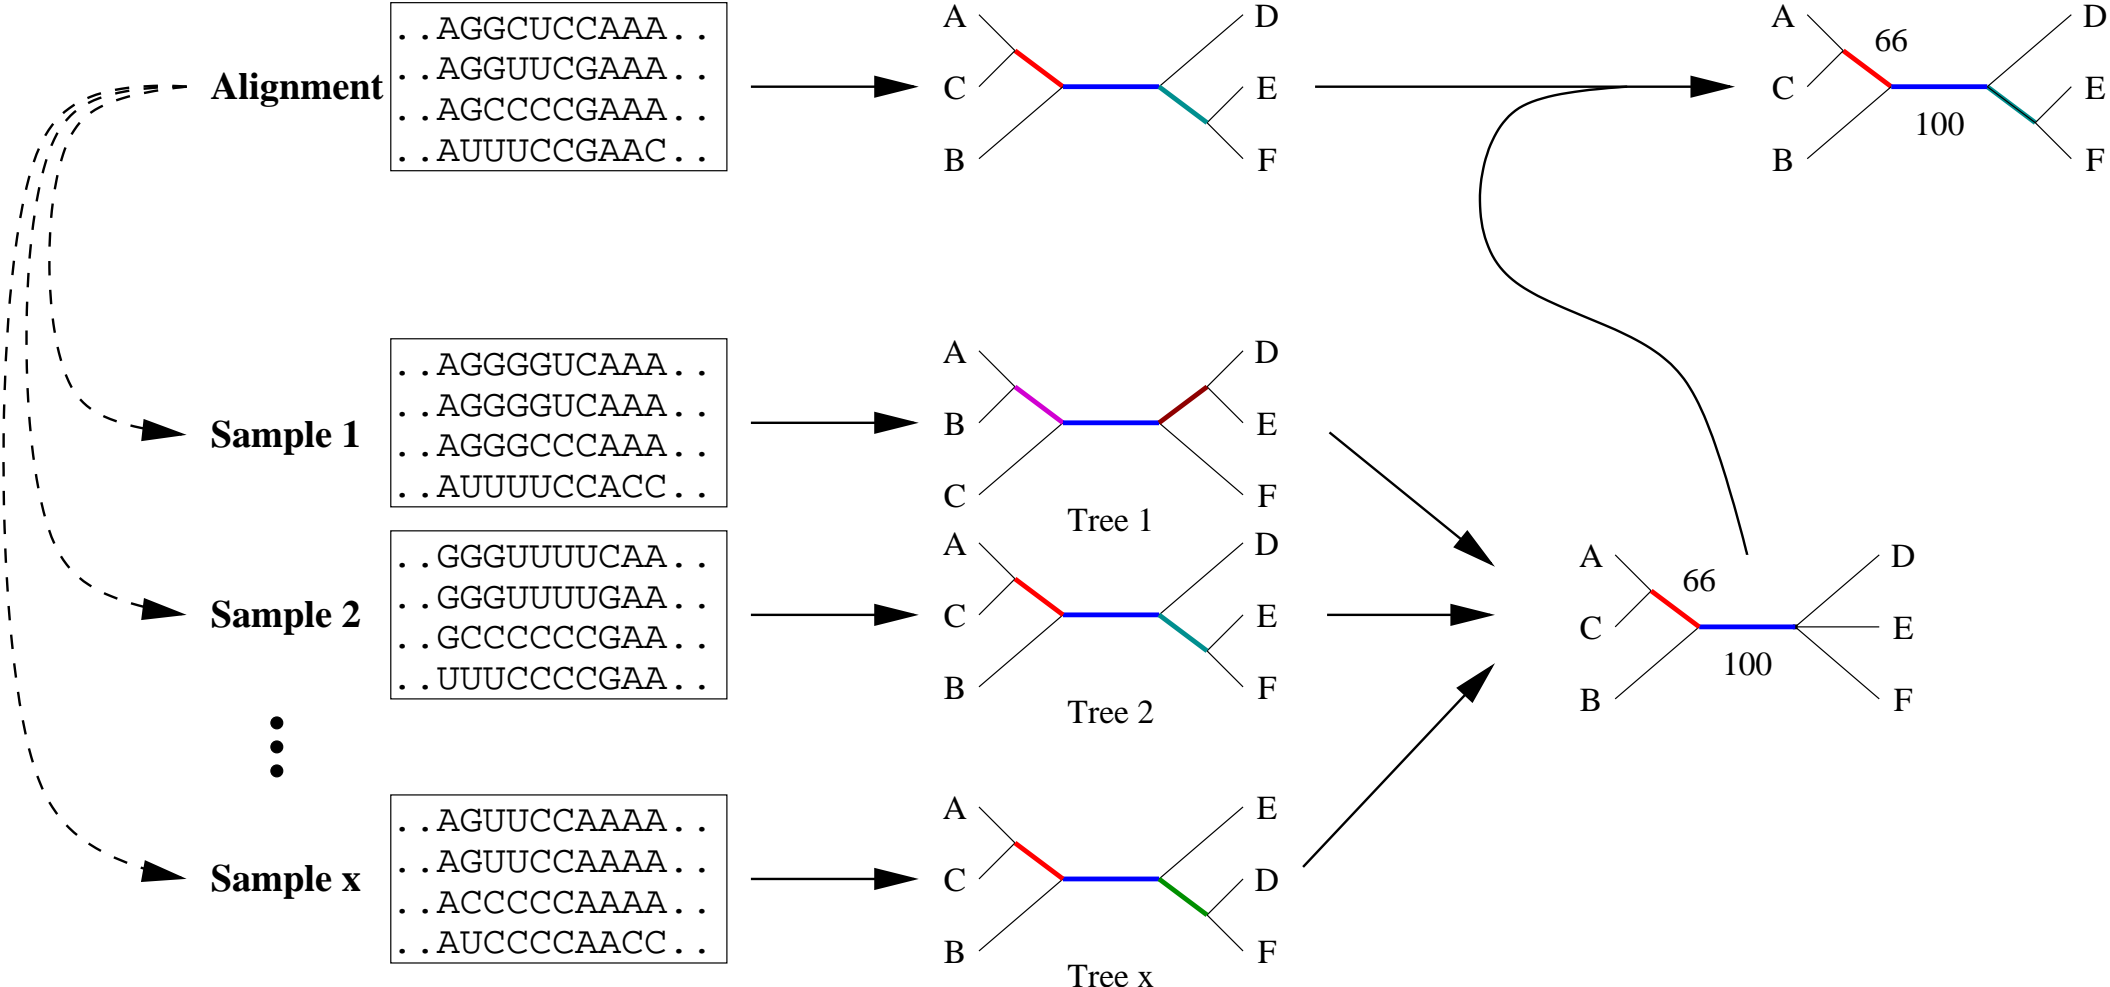 Alignment
..AGGCUCCAAA..
..AGGUUCGAAA..
..AGCCCCGAAA..
..AUUUCCGAAC..
A
C
B
D
E
F
A
C
B
66
100
D
E
F
Sample 1
..AGGGGUCAAA..
..AGGGGUCAAA..
..AGGGCCCAAA..
..AUUUUCCACC..
A
B
C
D
E
F
Tree 1
Sample 2
..GGGUUUUCAA..
..GGGUUUUGAA..
..GCCCCCCGAA..
..UUUCCCCGAA..
A
C
B
D
E
F
Tree 2
A
C
B
66
100
D
E
F
Sample x
..AGUUCCAAAA..
..AGUUCCAAAA..
..ACCCCCAAAA..
..AUCCCCAACC..
A
C
B
E
D
F
Tree x